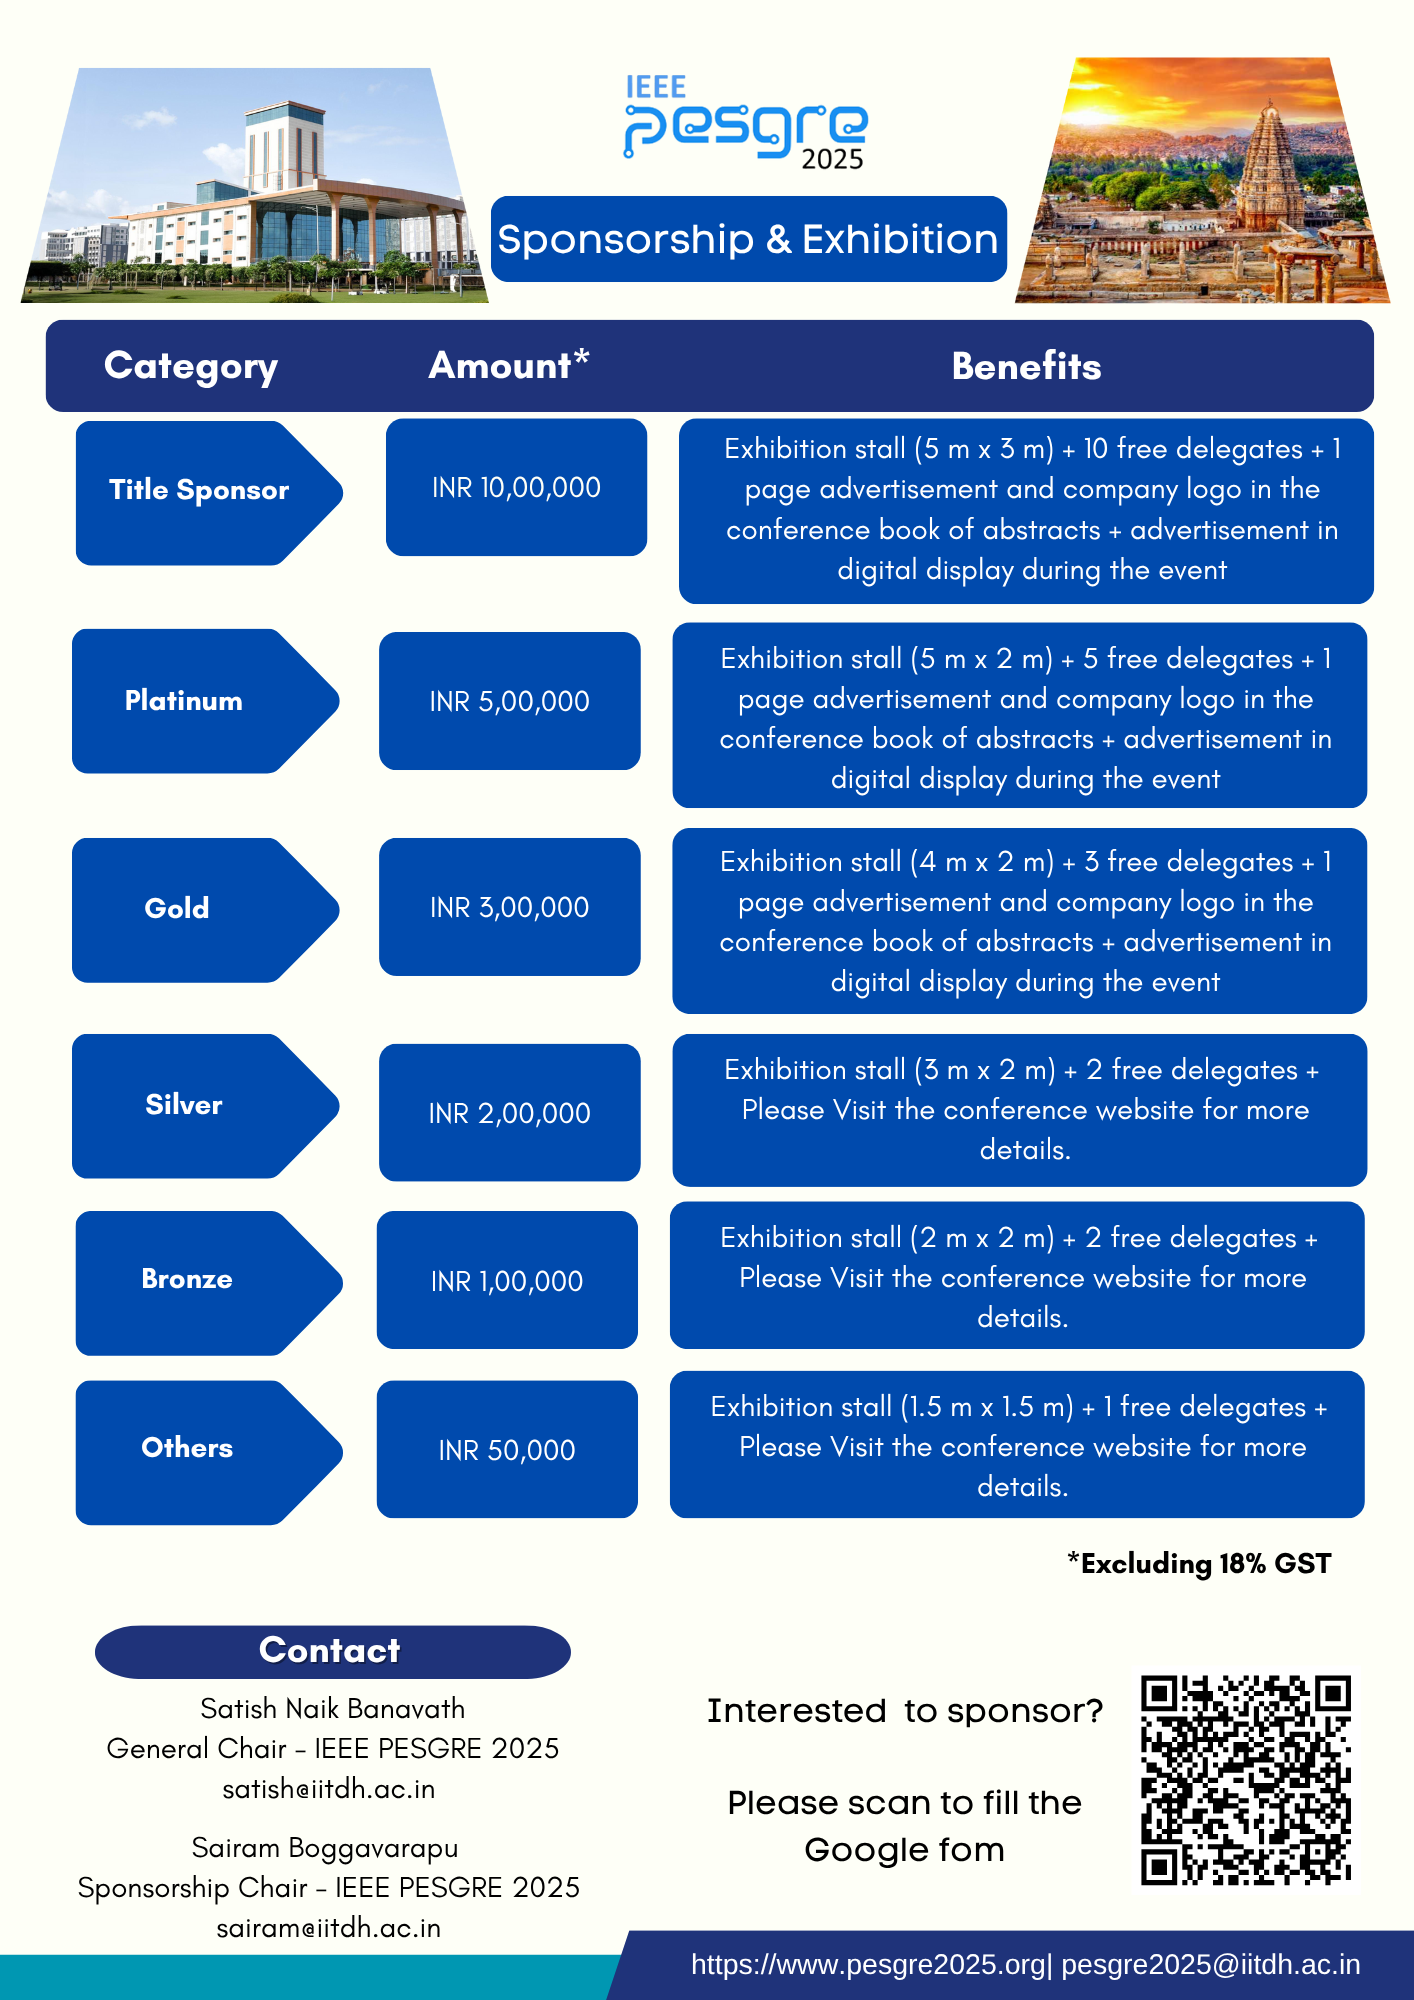 IEEE
pesgre
2025
Sponsorship & Exhibition
Category Amount* Benefits
Title Sponsor
INR 10,00,000
Exhibition stall (5 m x 3 m) + 10 free delegates + 1
page advertisement and company logo in the
conference book of abstracts + advertisement in
digital display during the event
Platinum
INR 5,00,000
Exhibition stall (5 m x 2 m) + 5 free delegates + 1
page advertisement and company logo in the
conference book of abstracts + advertisement in
digital display during the event
Gold
INR 3,00,000
Exhibition stall (4 m x 2 m) + 3 free delegates + 1
page advertisement and company logo in the
conference book of abstracts + advertisement in
digital display during the event
Silver
INR 2,00,000
Exhibition stall (3 m x 2 m) + 2 free delegates +
Please Visit the conference website for more
details.
Bronze
INR 1,00,000
Exhibition stall (2 m x 2 m) + 2 free delegates +
Please Visit the conference website for more
details.
Others
INR 50,000
Exhibition stall (1.5 m x 1.5 m) + 1 free delegates +
Please Visit the conference website for more
details.
*Excluding 18% GST
Contact
Satish Naik Banavath
General Chair - IEEE PESGRE 2025
satish@iitdh.ac.in
Sairam Boggavarapu
Sponsorship Chair - IEEE PESGRE 2025
sairam@iitdh.ac.in
Interested to sponsor?
Please scan to fill the
Google fom
https://www.pesgre2025.org| pesgre2025@iitdh.ac.in